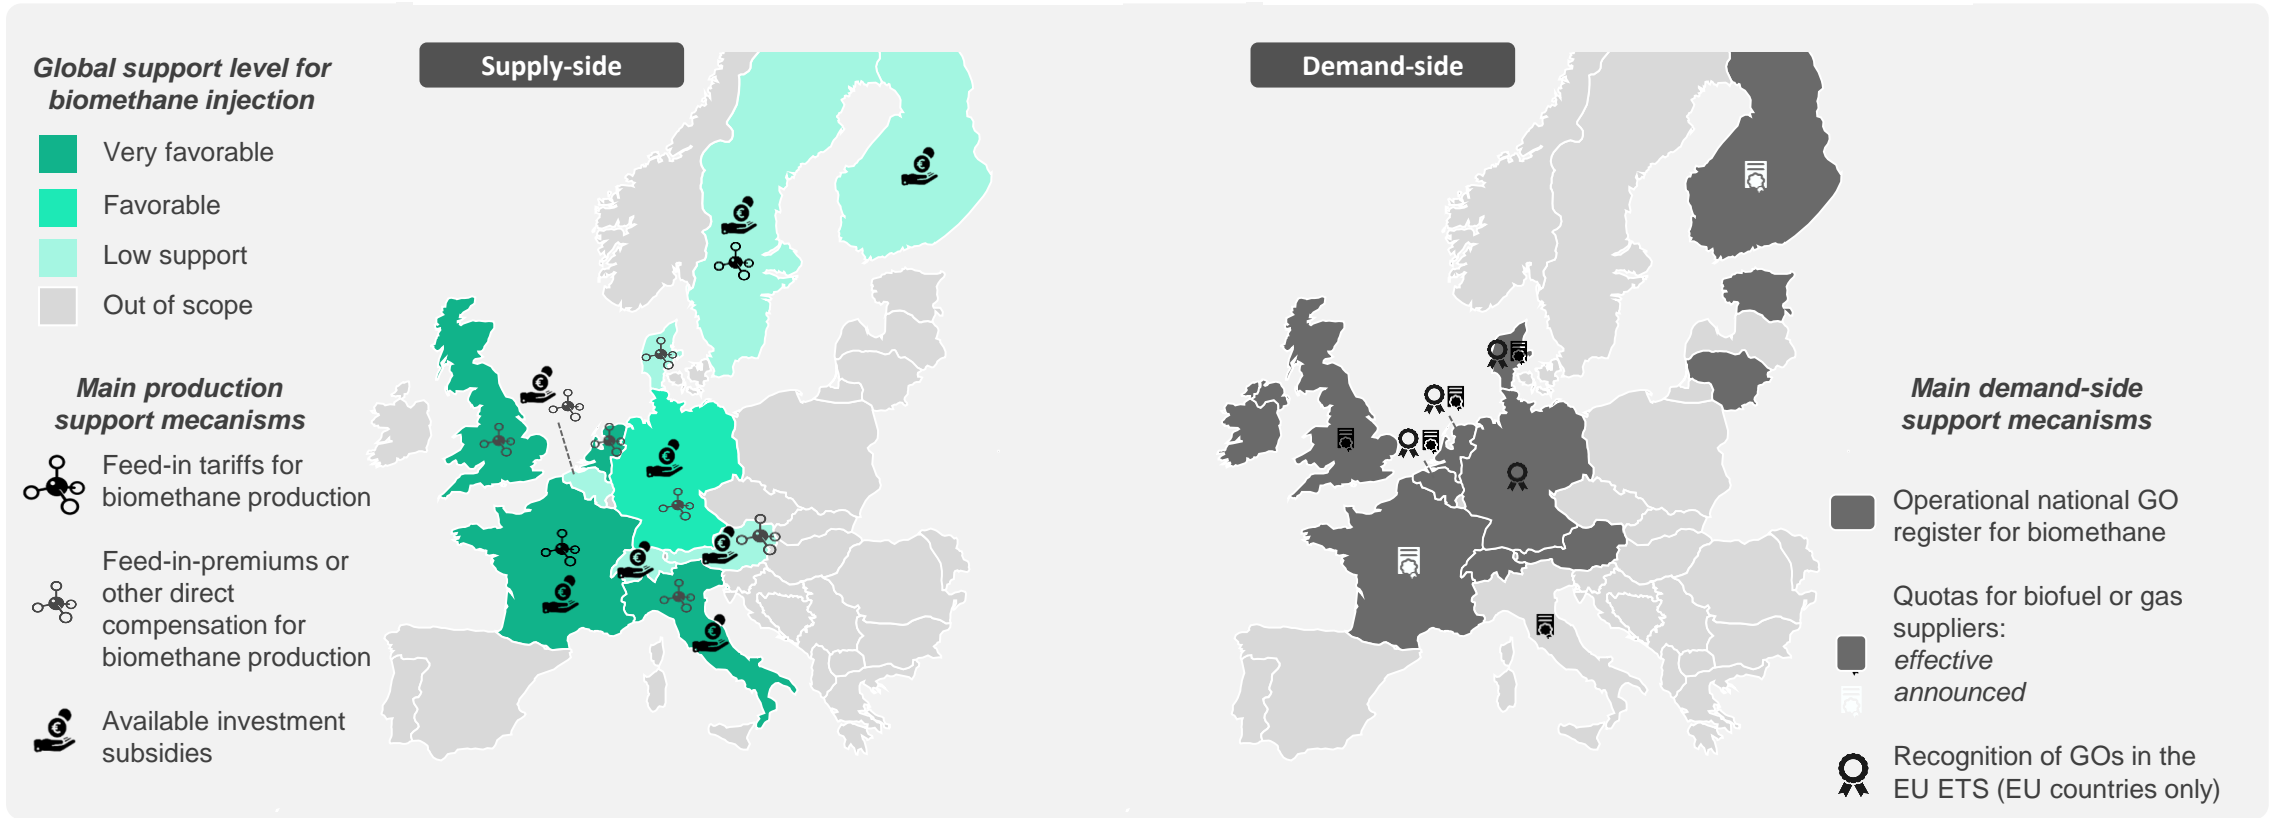 Supply-side
Global support level for
biomethane injection
Very favorable
Favorable
Low support
Out of scope
Main production
support mecanisms
Feed-in tariffs for
biomethane production
Feed-in-premiums or
other direct
compensation for
biomethane production
Available investment
subsidies
Demand-side
Main demand-side
support mecanisms
Operational national GO
register for biomethane
Quotas for biofuel or gas
suppliers:
effective
announced
Recognition of GOs in the
EU ETS (EU countries only)